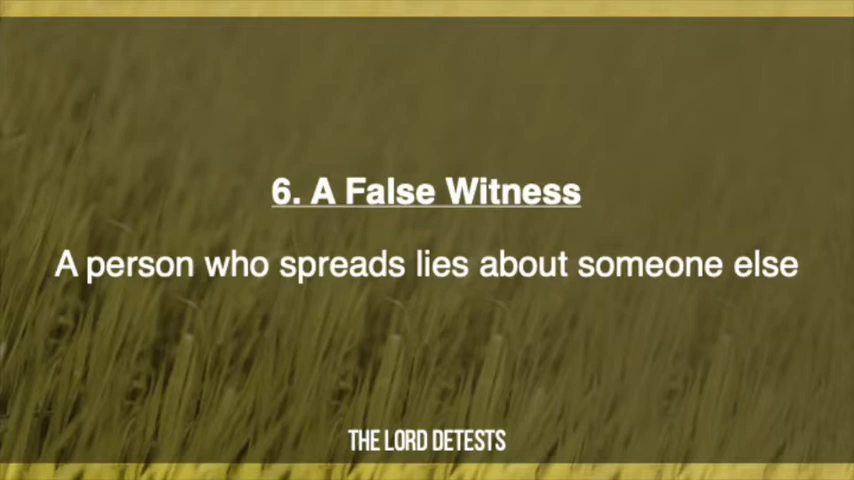 6. A False Witness
A person who spreads lies about someone else
THE LORD DETESTS